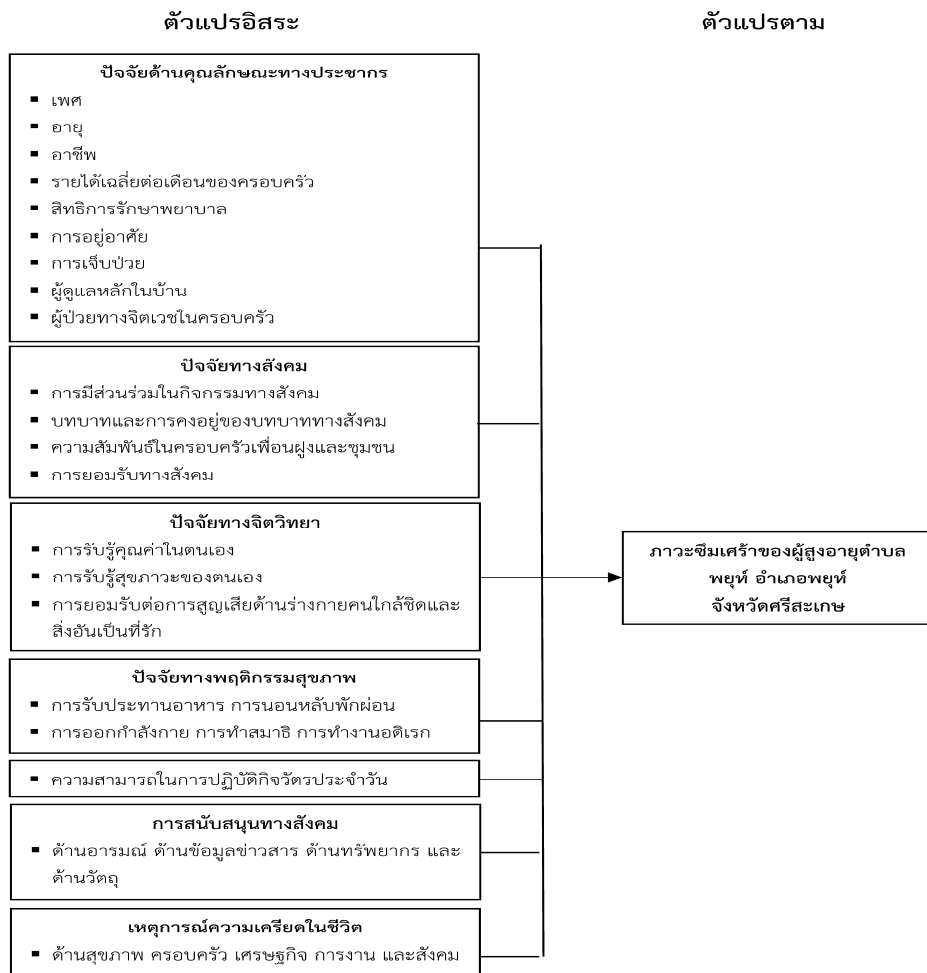 ตัวแปรอิสระ
ตัวแปรตาม
ปัจจัยด้านคุณลักษณะทางประชากร
▪ เพศ
▪ อายุ
▪ อาชีพ
▪ รายได้เฉลี่ยต่อเดือนของครอบครัว
▪ สิทธิการรักษาพยาบาล
▪ การอยู่อาศัย
▪ การเจ็บป่วย
▪ ผู้ดูแลหลักในบ้าน
▪ ผู้ป่วยทางจิตเวชในครอบครัว
ปัจจัยทางสังคม
▪ การมีส่วนร่วมในกิจกรรมทางสังคม
▪ บทบาทและการคงอยู่ของบทบาททางสังคม
▪ ความสัมพันธ์ในครอบครัวเพื่อนฝูงและชุมชน
▪ การยอมรับทางสังคม
ปัจจัยทางจิตวิทยา
▪ การรับรู้คุณค่าในตนเอง
▪ การรับรู้สุขภาวะของตนเอง
▪ การยอมรับต่อการสูญเสียด้านร่างกายคนใกล้ชิดและ
สิ่งอันเป็นที่รัก
ภาวะซึมเศร้าของผู้สูงอายุตำบล
พยุห์ อำเภอพยุห์
จังหวัดศรีสะเกษ
ปัจจัยทางพฤติกรรมสุขภาพ
▪ การรับประทานอาหาร การนอนหลับพักผ่อน
▪ การออกกำลังกาย การทำสมาธิ การทำงานอดิเรก
▪ ความสามารถในการปฏิบัติกิจวัตรประจำวัน
การสนับสนุนทางสังคม
▪ ด้านอารมณ์ ด้านข้อมูลข่าวสาร ด้านทรัพยากร และ
ด้านวัตถุ
เหตุการณ์ความเครียดในชีวิต
▪ ด้านสุขภาพ ครอบครัว เศรษฐกิจ การงาน และสังคม